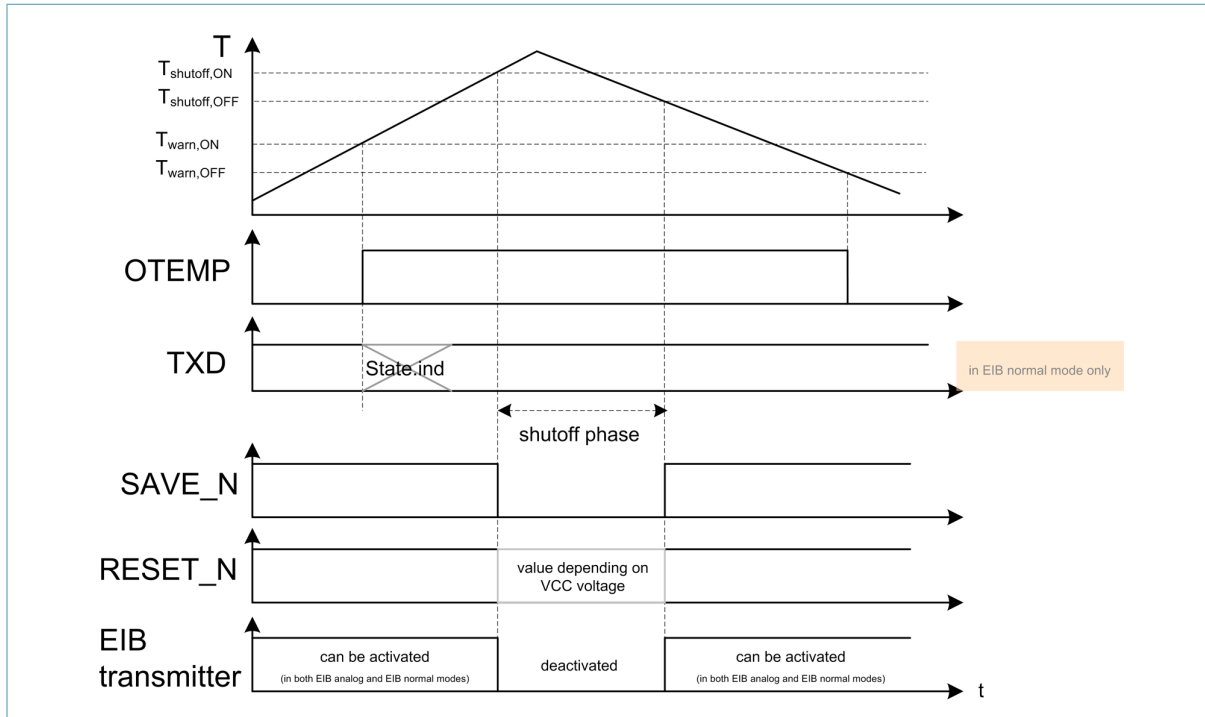 T
Tshutoff,ON
Tshutoff,OFF
Twarn,ON
Twarn,OFF
OTEMP
TXD
State.ind
in EIB normal mode only
shutoff phase
SAVE_N
RESET_N
value depending on
VCC voltage
EIB
transmitter
can be activated
(in both EIB analog and EIB normal modes)
deactivated
can be activated
(in both EIB analog and EIB normal modes)
t